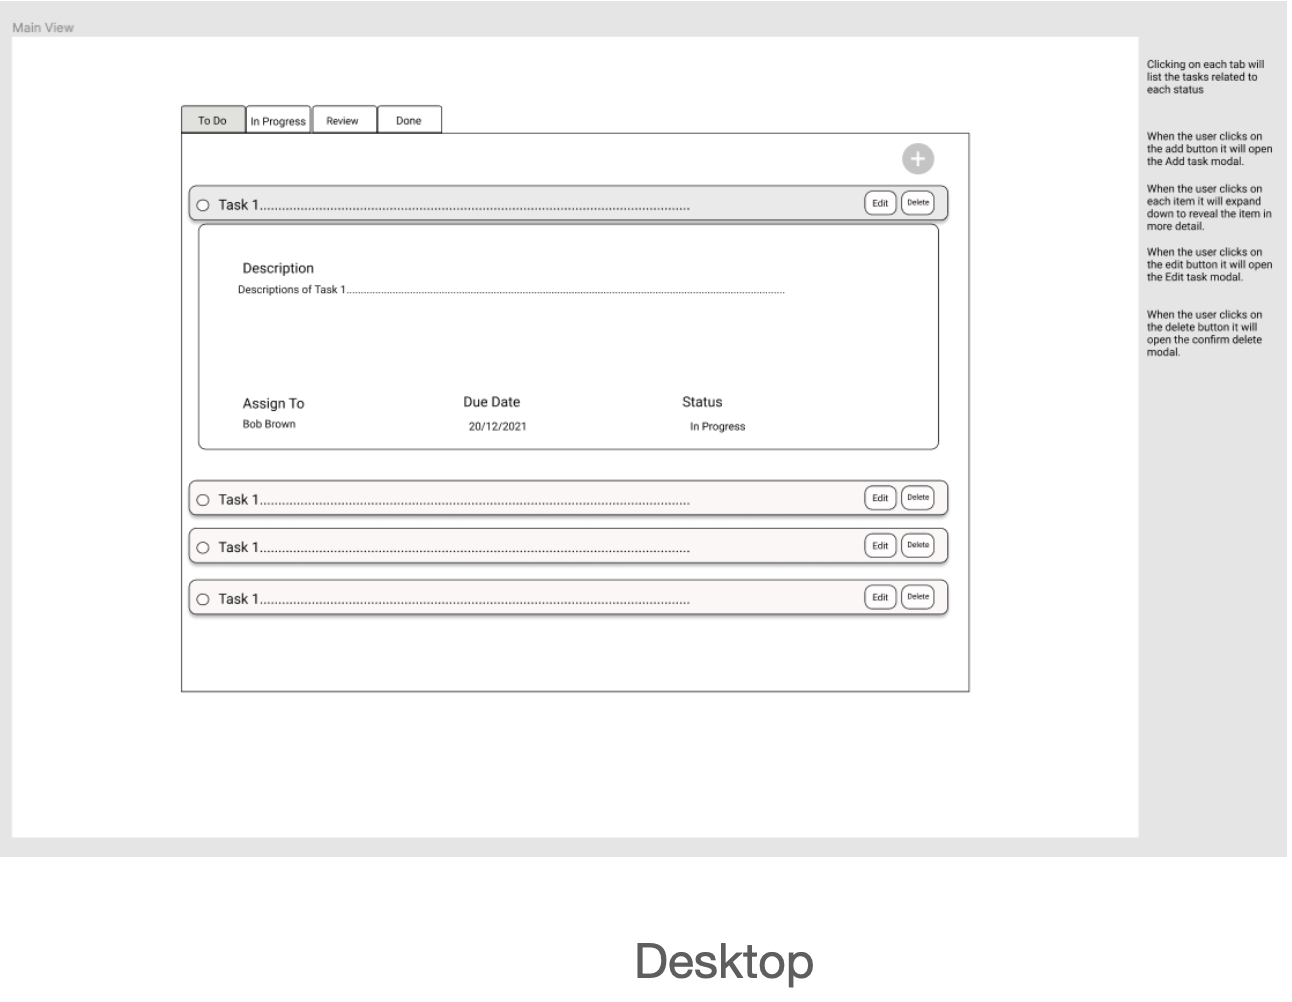 Main View
Clicking on each tab will
list the tasks related to
each status
To Do
In Progress
Review
Done
When the user clicks on
the add button it will open
the Add task modal.
+
When the user clicks on
each item it will expand
down to reveal the item in
more detail.
Task 1........................................................................................................................
Edit
Delete
When the user clicks on
the edit button it will open
the Edit task modal.
Description
Descriptions of Task 1........................................................................................................................
When the user clicks on
the delete button it will
open the confirm delete
modal.
Assign To
Due Date
Status
Bob Brown
20/12/2021
In Progress
Task 1........................................................................................................................
Edit
Delete
Task 1........................................................................................................................
Edit
Delete
Task 1........................................................................................................................
Edit
Delete
Desktop